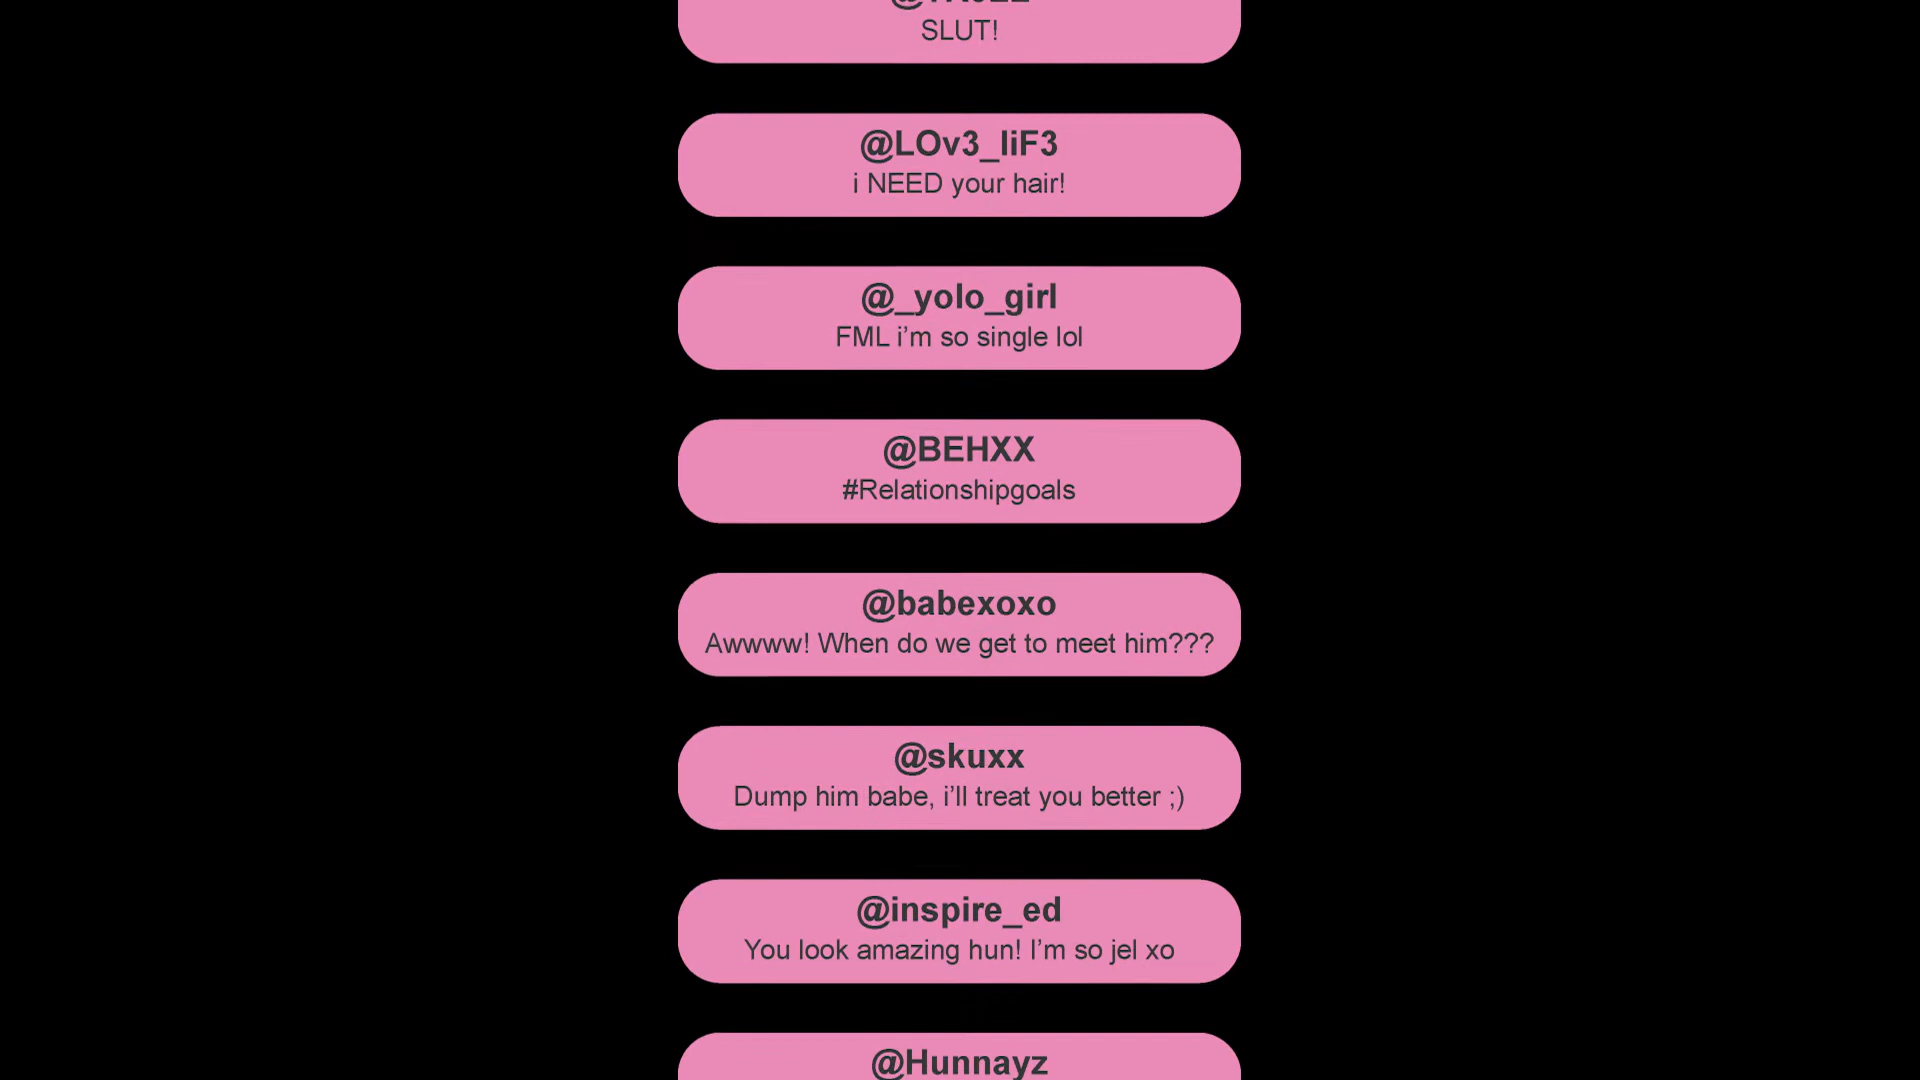 SLUT!
@LOv3_liF3
i NEED your hair!
@_yolo_girl
FML i’m so single lol
@BEHXX
#Relationshipgoals
@babexoxo
Awwww! When do we get to meet him???
@skuxx
Dump him babe, i’ll treat you better ;)
@inspire_ed
You look amazing hun! I’m so jel xo
@Hunnayz